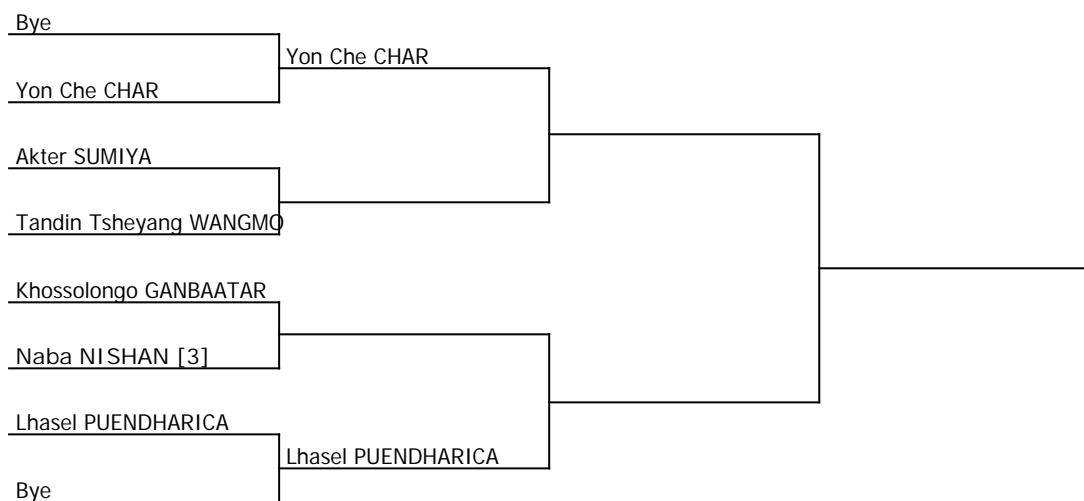 Bye
Yon Che CHAR
Yon Che CHAR
Akter SUMIYA
Tandin Tsheyang WANGMO
Khossolongo GANBAATAR
Naba NISHAN [3]
Lhasel PUENDHARICA
Lhasel PUENDHARICA
Bye